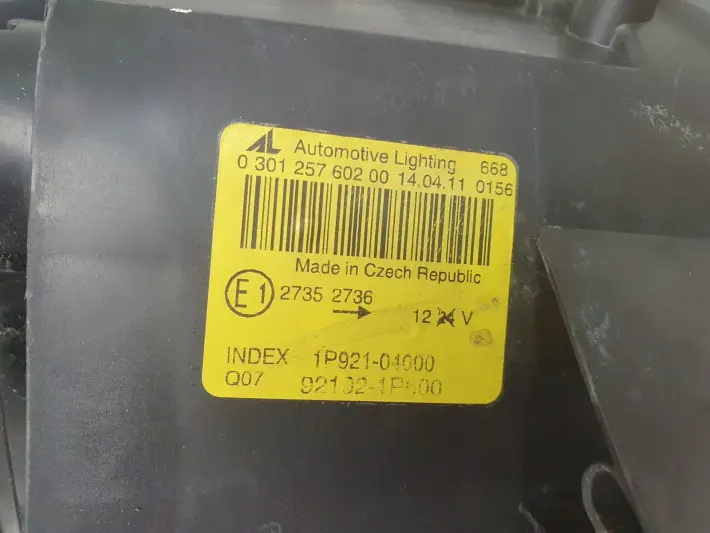 AL Automotive Lighting 668
0 301 257 602 00 14.04.11 0156
Made in Czech Republic
E1 2735 2736
→ 12 24 V
INDEX 1P921-04000
Q07